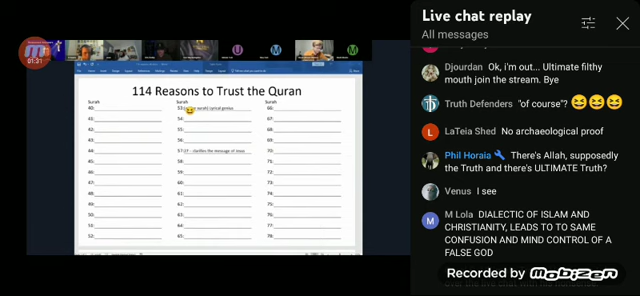 Live chat replay
All messages
01:31
U
M
M
114 Reasons to Trust the Quran
Surah
Surah
Surah
40:
41:
42:
43:
44:
45:
46:
47:
48:
49:
50:
51:
52:
53:
54:
55:
56:
57:
58:
59:
60:
61:
62:
63:
64:
65:
66:
67:
68:
69:
70:
71:
72:
73:
74:
75:
76:
77:
78:
Djourdan Ok, i'm out... Ultimate filthy
mouth join the stream. Bye
Truth Defenders "of course"? 😆😆😆
L LaTeia Shed No archaeological proof
Phil Horaia There's Allah, supposedly
the Truth and there's ULTIMATE Truth?
Venus I see
M M Lola DIALECTIC OF ISLAM AND
CHRISTIANITY, LEADS TO TO SAME
CONFUSION AND MIND CONTROL OF A
FALSE GOD
Recorded by Mobizen